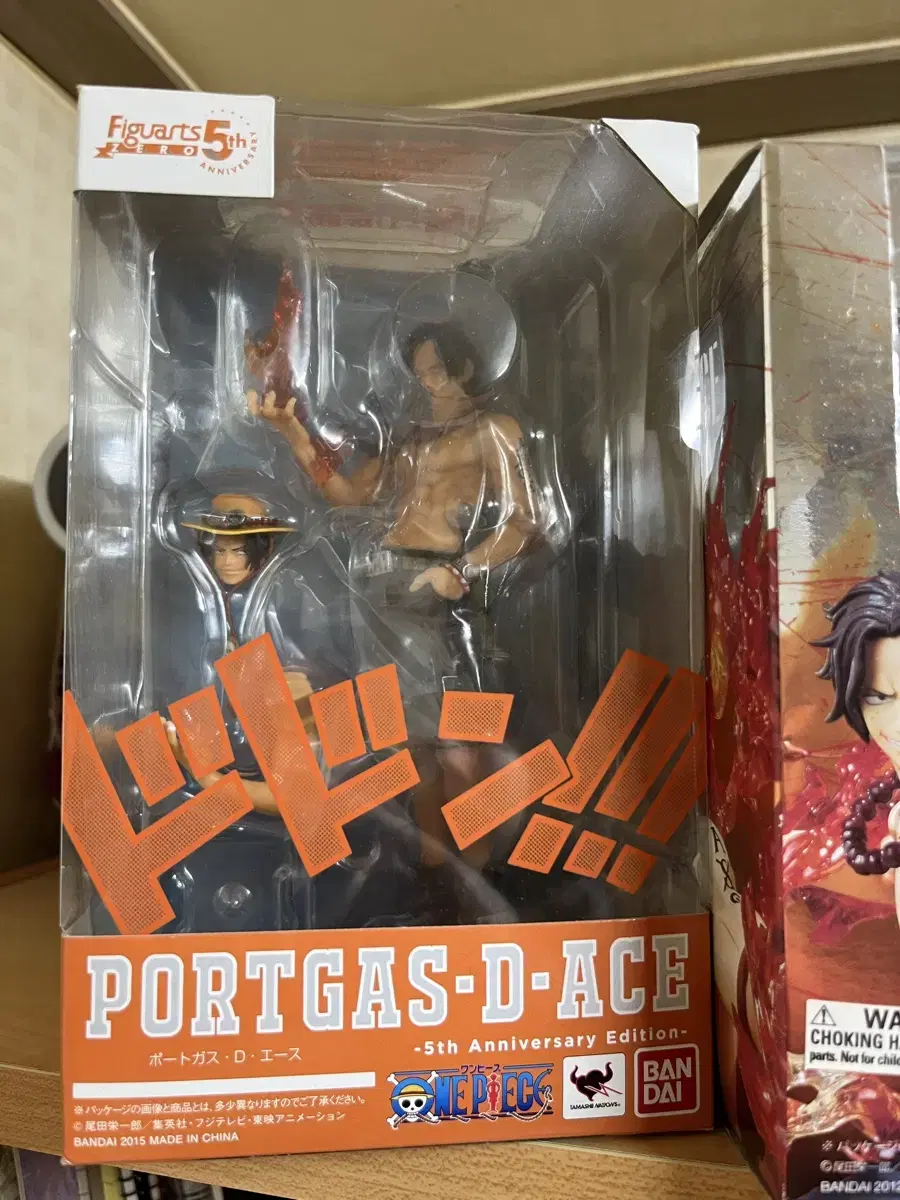 Figuarts
ZERO
5th
ANNIVERSARY
ドドン!!!
PORTGAS·D·ACE
-5th Anniversary Edition-
ポートガス・D・エース
ワンピース
ONE PIECE
TAMASHII NATIONS
BAN
DAI
※パッケージの画像と商品とは、多少異なりますのでご了承ください。
© 尾田栄一郎／集英社・フジテレビ・東映アニメーション
BANDAI 2015 MADE IN CHINA
WA
CHOKING HA
parts. Not for chil
※パッケージ
©尾田栄一郎
BANDAI 2012